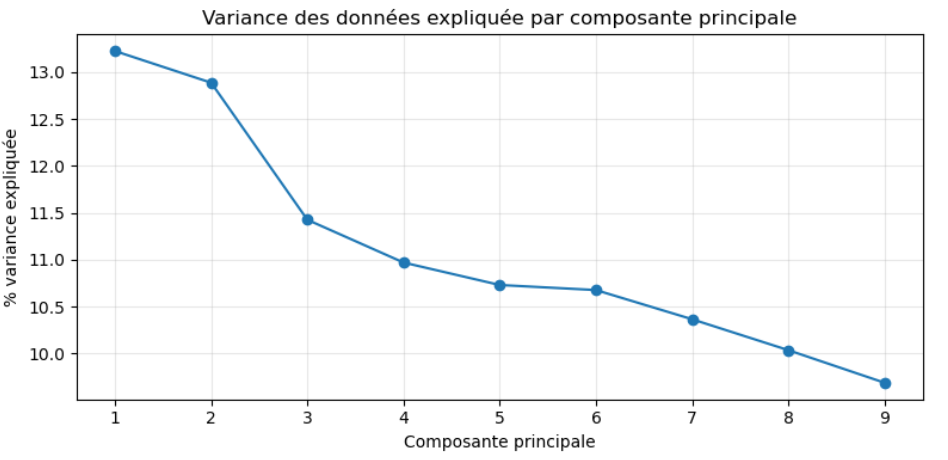 Variance des données expliquée par composante principale
% variance expliquée
13.0
12.5
12.0
11.5
11.0
10.5
10.0
1 2 3 4 5 6 7 8 9
Composante principale